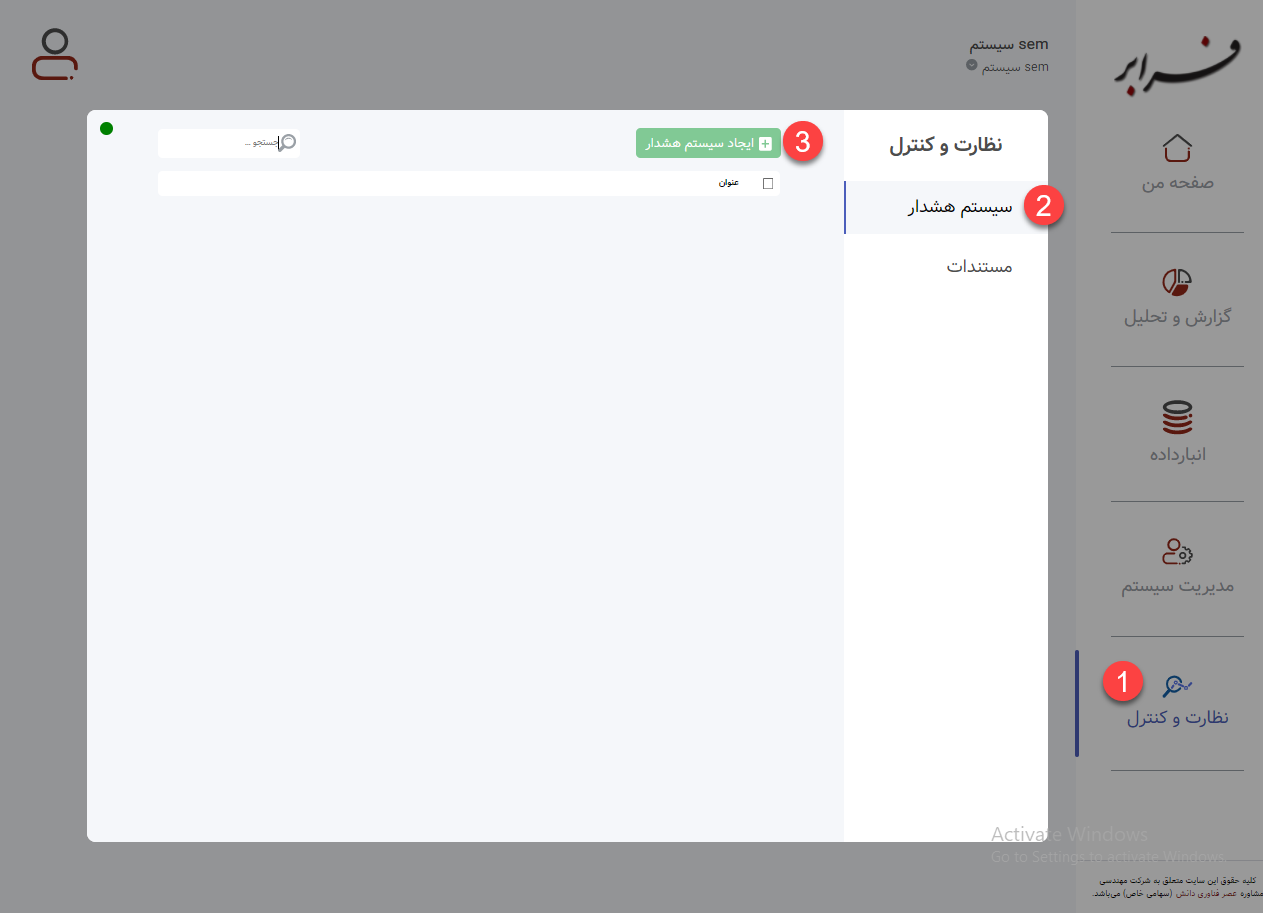 فرابر
sem سیستم
sem سیستم
صفحه من
گزارش و تحلیل
انبارداده
مدیریت سیستم
1
نظارت و کنترل
نظارت و کنترل
2
سیستم هشدار
مستندات
3
ایجاد سیستم هشدار
جستجو ...
عنوان
Activate Windows
Go to Settings to activate Windows.
کلیه حقوق این سایت متعلق به شرکت مهندسی
مشاوره عصر فناوری دانش (سهامی خاص) می‌باشد.